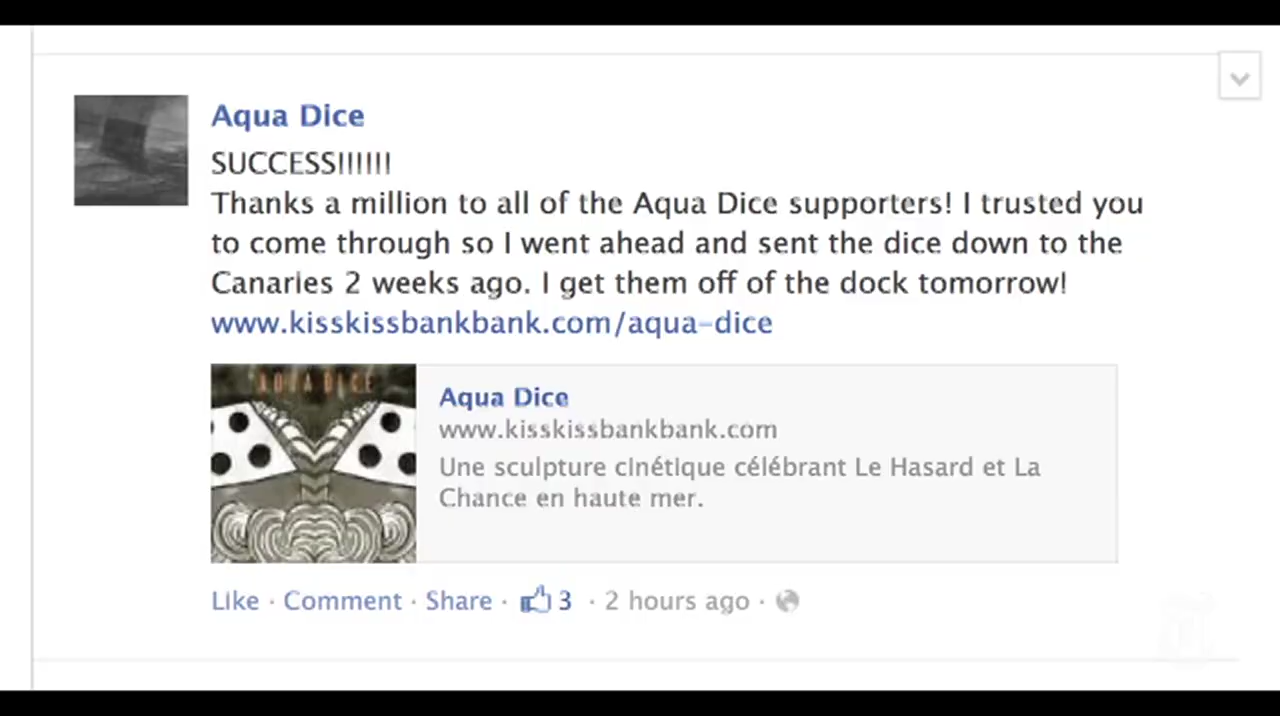 Aqua Dice
SUCCESS!!!!!!
Thanks a million to all of the Aqua Dice supporters! I trusted you
to come through so I went ahead and sent the dice down to the
Canaries 2 weeks ago. I get them off of the dock tomorrow!
www.kisskissbankbank.com/aqua-dice
AQUA DICE
Aqua Dice
www.kisskissbankbank.com
Une sculpture cinétique célébrant Le Hasard et La
Chance en haute mer.
Like · Comment · Share · 3 · 2 hours ago ·